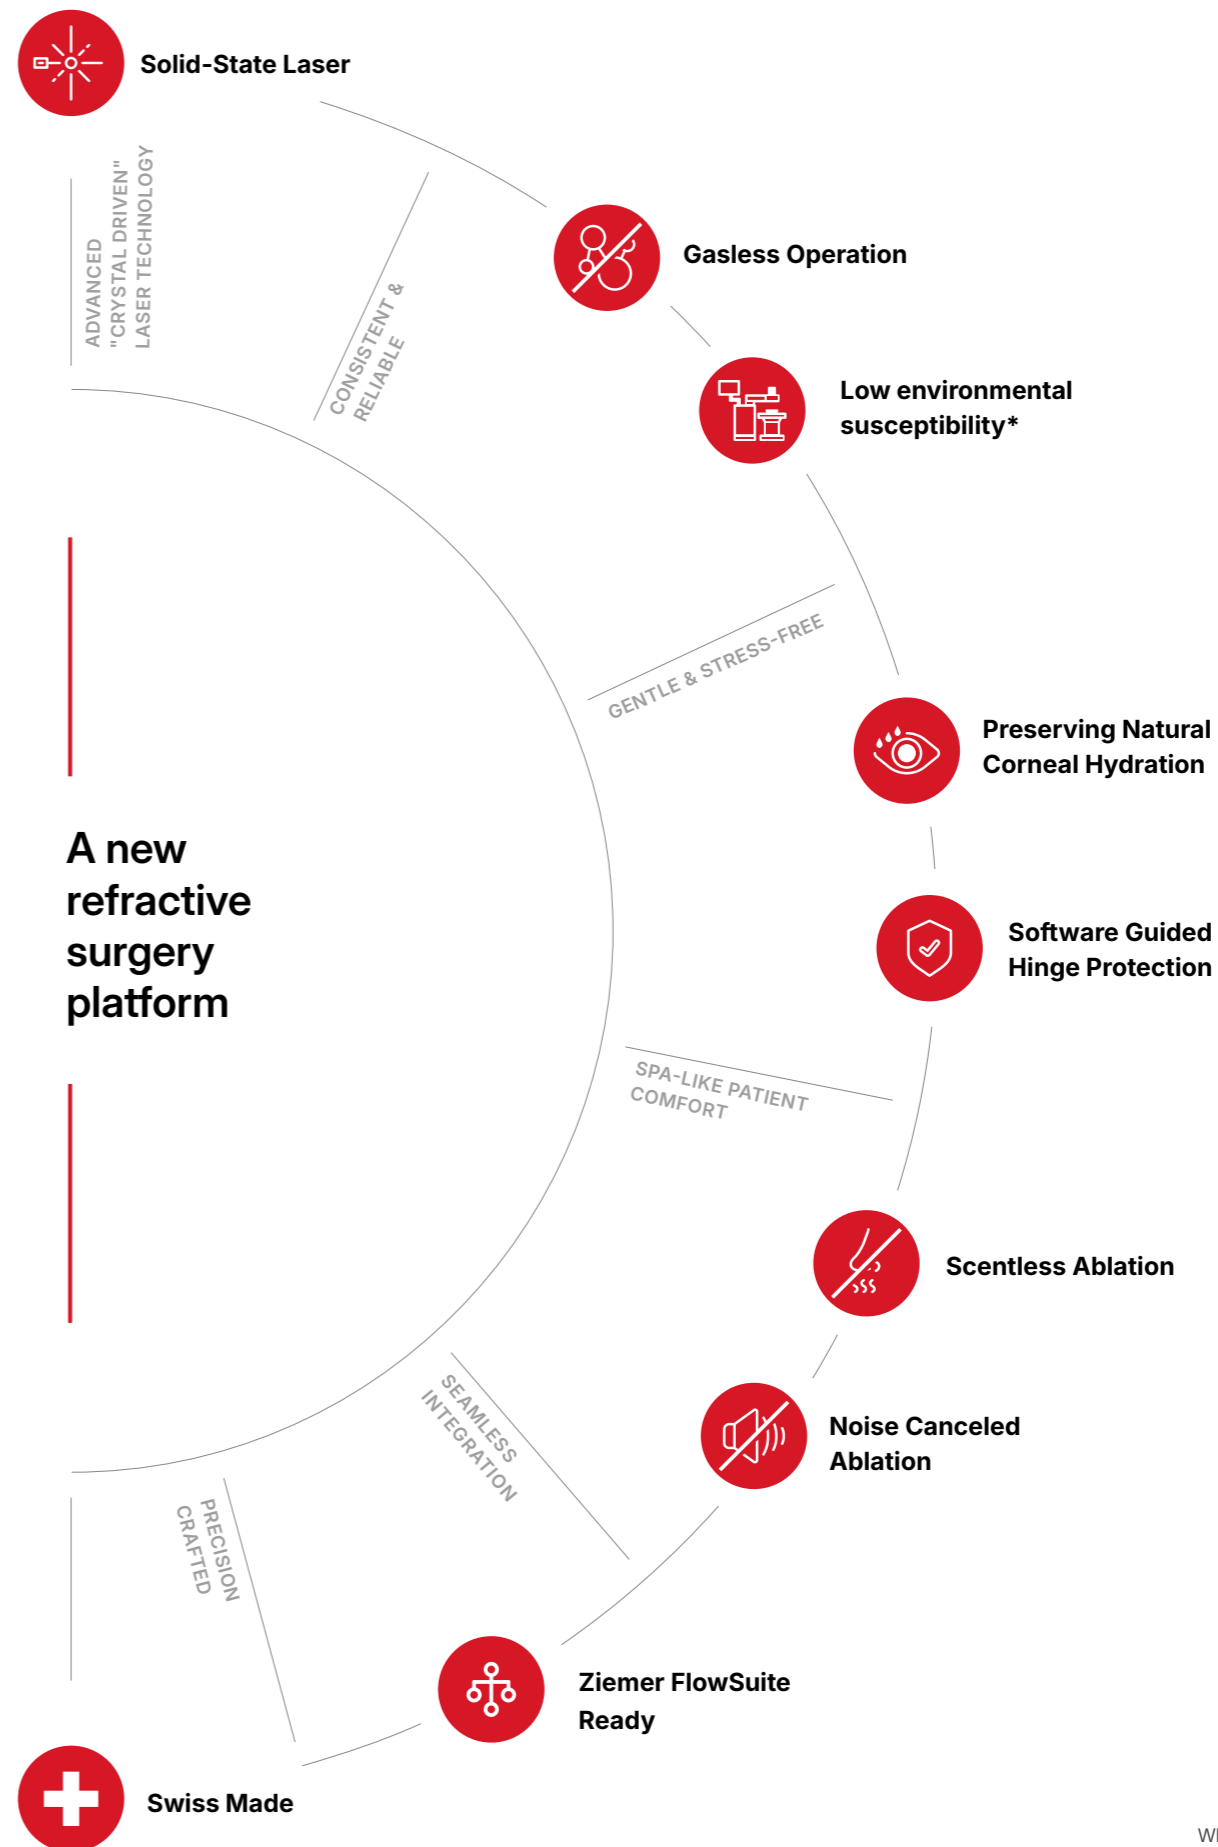 Solid-State Laser
ADVANCED
"CRYSTAL DRIVEN"
LASER TECHNOLOGY
CONSISTENT &
RELIABLE
Gasless Operation
Low environmental
susceptibility*
GENTLE & STRESS-FREE
Preserving Natural
Corneal Hydration
A new
refractive
surgery
platform
Software Guided
Hinge Protection
SPA-LIKE PATIENT
COMFORT
Scentless Ablation
Noise Canceled
Ablation
SEAMLESS
INTEGRATION
PRECISION
CRAFTED
Ziemer FlowSuite
Ready
Swiss Made